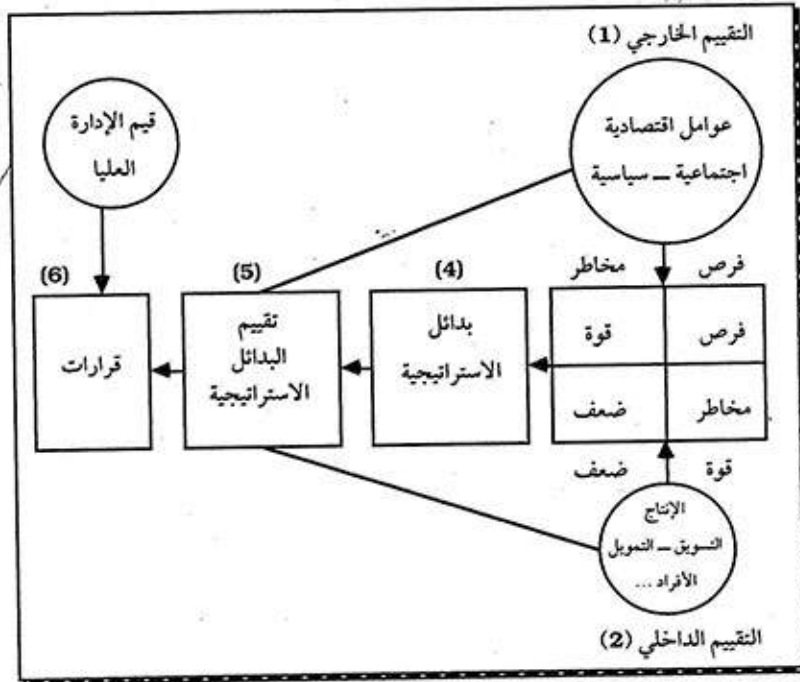 التقييم الخارجي (1)
عوامل اقتصادية
اجتماعية – سياسية
قيم الإدارة
العليا
فرص
مخاطر
فرص
قوة
مخاطر
ضعف
قوة
ضعف
(4)
بدائل
الاستراتيجية
(5)
تقييم
البدائل
الاستراتيجية
(6)
قرارات
الإنتاج
التسويق – التمويل
الأفراد ...
التقييم الداخلي (2)